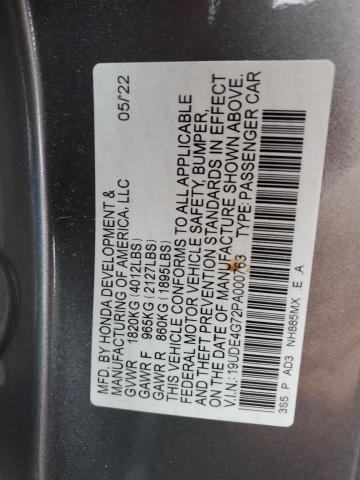 MFD. BY HONDA DEVELOPMENT & 05/22
MANUFACTURING OF AMERICA, LLC
GVWR 1820KG (4012LBS)
GAWR F 965KG (2127LBS)
GAWR R 860KG (1895LBS)
THIS VEHICLE CONFORMS TO ALL APPLICABLE
FEDERAL MOTOR VEHICLE SAFETY, BUMPER,
AND THEFT PREVENTION STANDARDS IN EFFECT
ON THE DATE OF MANUFACTURE SHOWN ABOVE.
V.I.N.: 19UDE4G72PA000763 TYPE: PASSENGER CAR
3S5 P AD3 NH885MX E A